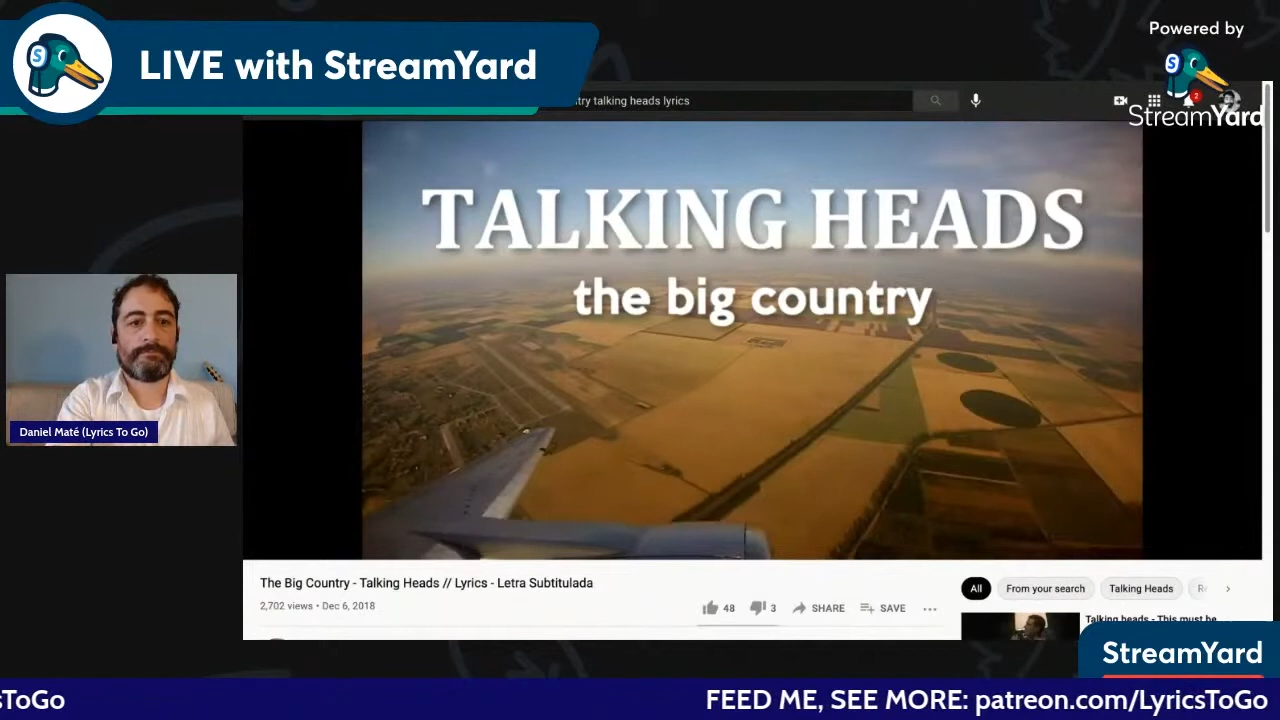 LIVE with StreamYard
Powered by
StreamYard
try talking heads lyrics
2
TALKING HEADS
the big country
Daniel Maté (Lyrics To Go)
The Big Country - Talking Heads // Lyrics - Letra Subtitulada
2,702 views • Dec 6, 2018
48
3
SHARE
SAVE
All
From your search
Talking Heads
Talking heads - This must be
StreamYard
sToGo
FEED ME, SEE MORE: patreon.com/LyricsToGo